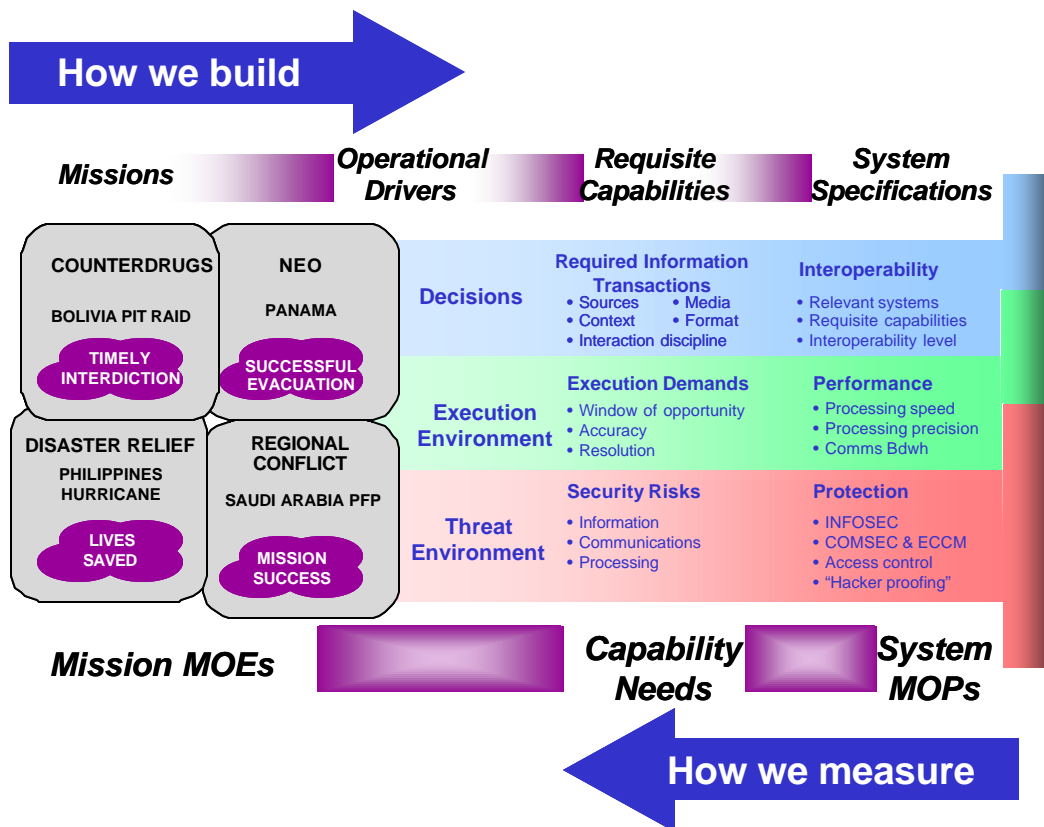 How we build
Missions
Operational
Drivers
Requisite
Capabilities
System
Specifications
COUNTERDRUGS
BOLIVIA PIT RAID
TIMELY
INTERDICTION
NEO
PANAMA
SUCCESSFUL
EVACUATION
DISASTER RELIEF
PHILIPPINES
HURRICANE
LIVES
SAVED
REGIONAL
CONFLICT
SAUDI ARABIA PFP
MISSION
SUCCESS
Decisions
Required Information
Transactions
• Sources • Media
• Context • Format
• Interaction discipline
Interoperability
• Relevant systems
• Requisite capabilities
• Interoperability level
Execution
Environment
Execution Demands
• Window of opportunity
• Accuracy
• Resolution
Performance
• Processing speed
• Processing precision
• Comms Bdwh
Threat
Environment
Security Risks
• Information
• Communications
• Processing
Protection
• INFOSEC
• COMSEC & ECCM
• Access control
• “Hacker proofing”
Mission MOEs
Capability
Needs
System
MOPs
How we measure